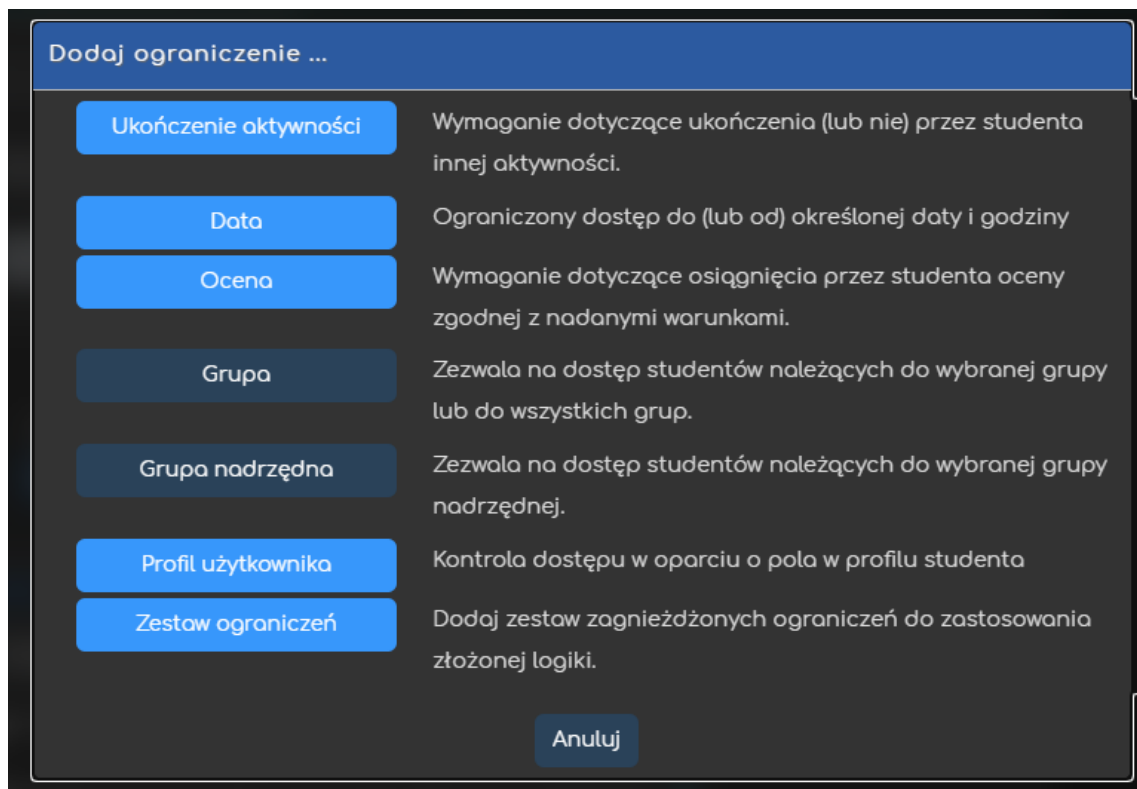 Dodaj ograniczenie ...
Ukończenie aktywności
Wymaganie dotyczące ukończenia (lub nie) przez studenta
innej aktywności.
Data
Ograniczony dostęp do (lub od) określonej daty i godziny
Ocena
Wymaganie dotyczące osiągnięcia przez studenta oceny
zgodnej z nadanymi warunkami.
Grupa
Zezwala na dostęp studentów należących do wybranej grupy
lub do wszystkich grup.
Grupa nadrzędna
Zezwala na dostęp studentów należących do wybranej grupy
nadrzędnej.
Profil użytkownika
Kontrola dostępu w oparciu o pola w profilu studenta
Zestaw ograniczeń
Dodaj zestaw zagnieżdżonych ograniczeń do zastosowania
złożonej logiki.
Anuluj